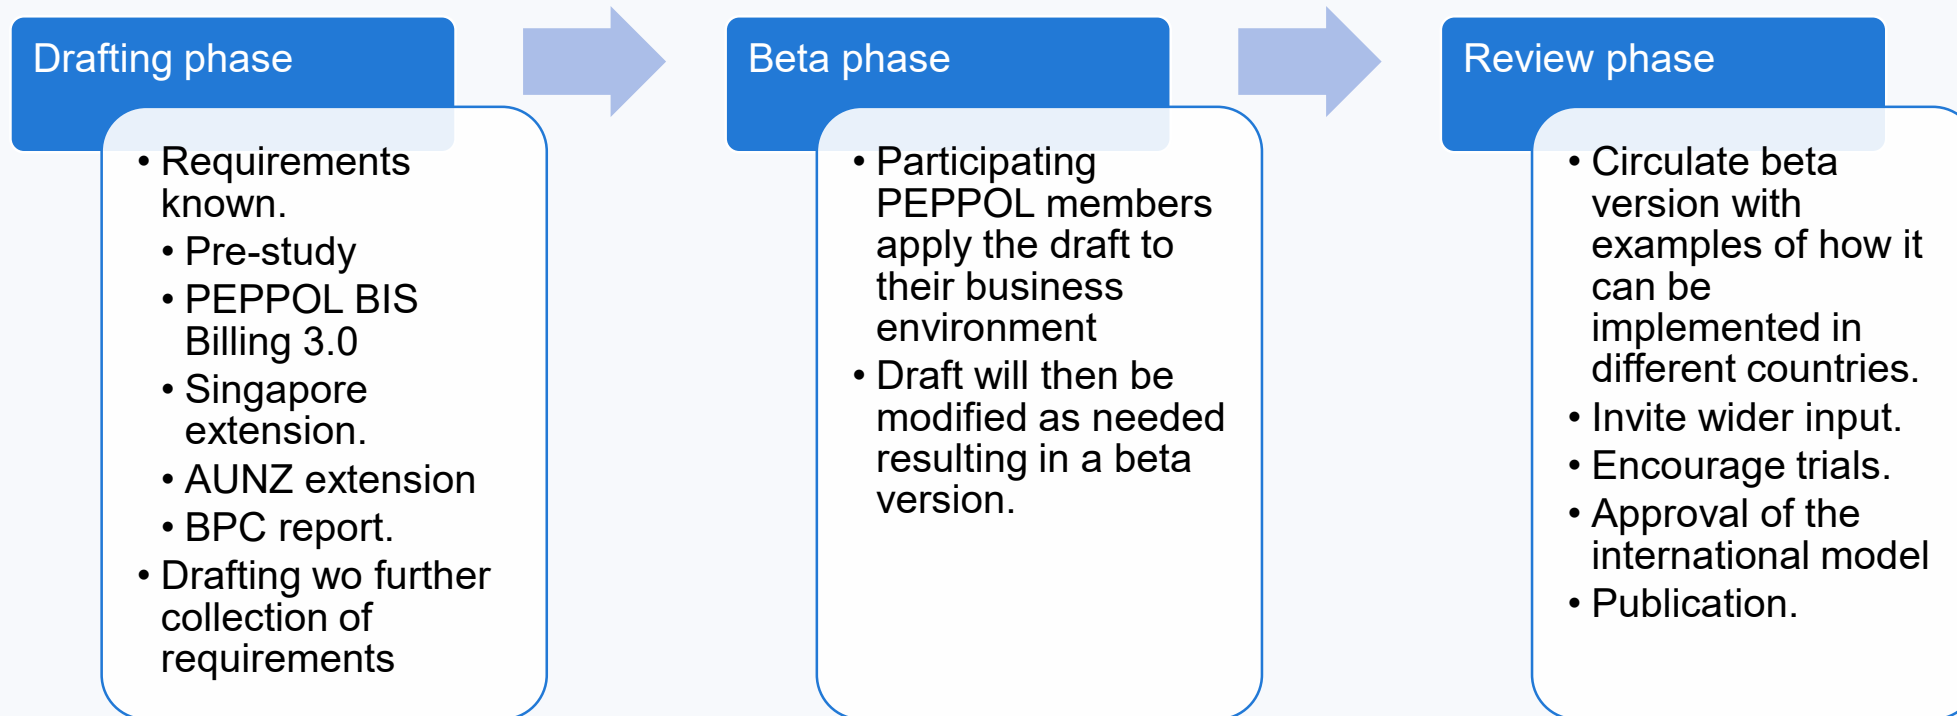 Drafting phase
• Requirements
known.
• Pre-study
• PEPPOL BIS
Billing 3.0
• Singapore
extension.
• AUNZ extension
• BPC report.
• Drafting wo further
collection of
requirements
Beta phase
• Participating
PEPPOL members
apply the draft to
their business
environment
• Draft will then be
modified as needed
resulting in a beta
version.
Review phase
• Circulate beta
version with
examples of how it
can be
implemented in
different countries.
• Invite wider input.
• Encourage trials.
• Approval of the
international model
• Publication.